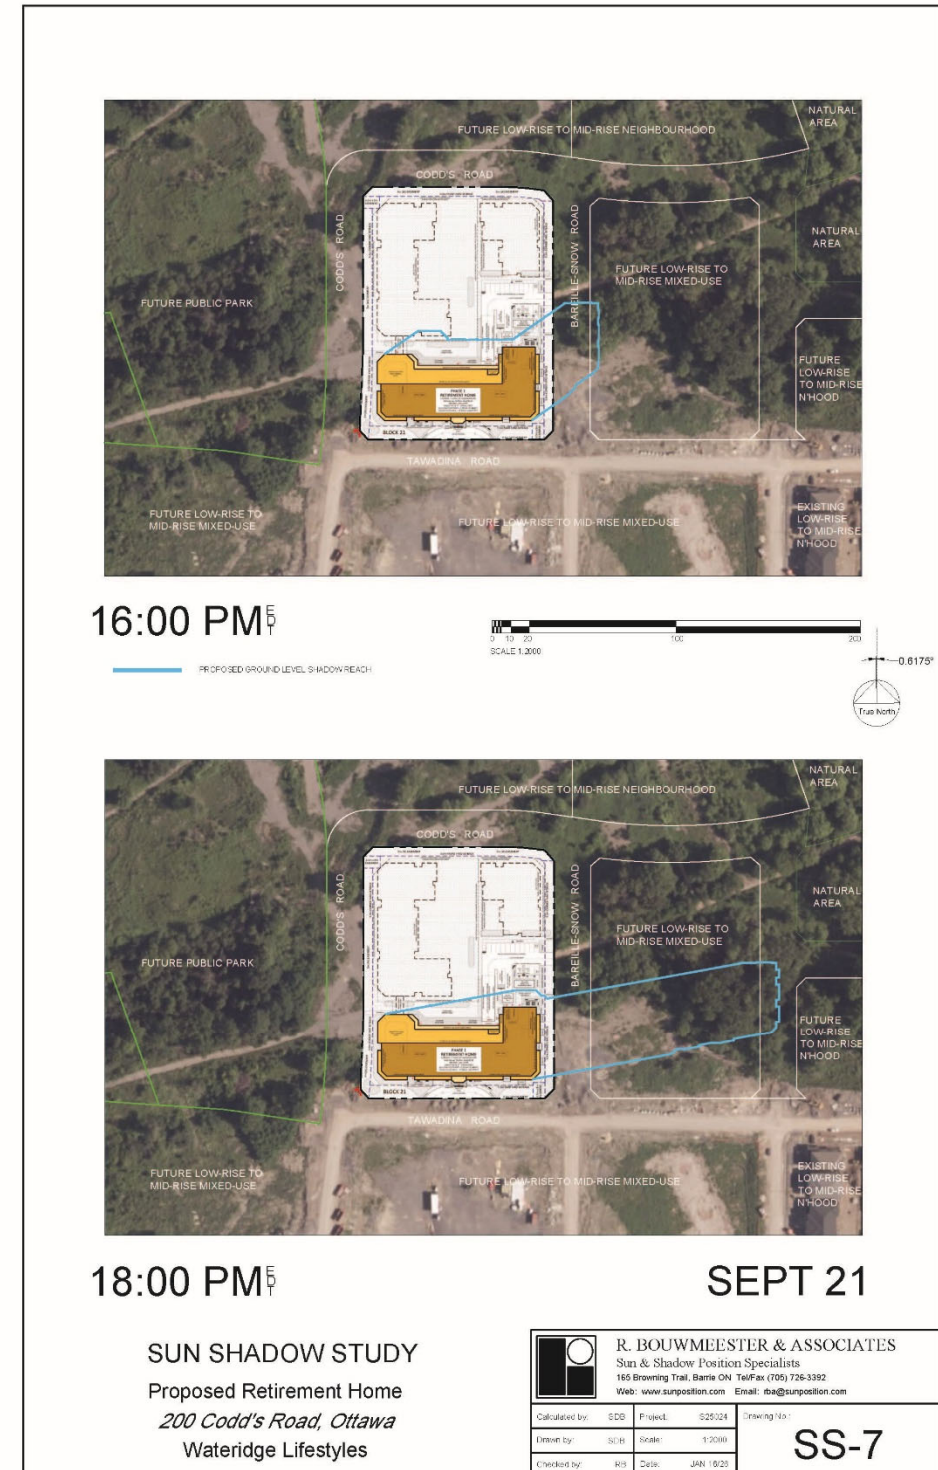 FUTURE LOW-RISE TO MID-RISE NEIGHBOURHOOD
NATURAL
AREA
CODD'S ROAD
CODD'S ROAD
BAREILLE-SNOW ROAD
NATURAL
AREA
FUTURE LOW-RISE TO
MID-RISE MIXED-USE
FUTURE PUBLIC PARK
FUTURE
LOW-RISE
TO MID-RISE
N'HOOD
PHASE 1
RETIREMENT HOME
BLOCK 21
TAWADINA ROAD
FUTURE LOW-RISE TO
MID-RISE MIXED-USE
FUTURE LOW-RISE TO MID-RISE MIXED-USE
EXISTING
LOW-RISE
TO MID-RISE
N'HOOD
16:00 PM EDT
0 10 20 100 200
SCALE 1:2000
PROPOSED GROUND LEVEL SHADOW REACH
0.6175°
True North
FUTURE LOW-RISE TO MID-RISE NEIGHBOURHOOD
NATURAL
AREA
CODD'S ROAD
CODD'S ROAD
BAREILLE-SNOW ROAD
NATURAL
AREA
FUTURE LOW-RISE TO
MID-RISE MIXED-USE
FUTURE PUBLIC PARK
FUTURE
LOW-RISE
TO MID-RISE
N'HOOD
PHASE 1
RETIREMENT HOME
BLOCK 21
TAWADINA ROAD
FUTURE LOW-RISE TO
MID-RISE MIXED-USE
FUTURE LOW-RISE TO MID-RISE MIXED-USE
EXISTING
LOW-RISE
TO MID-RISE
N'HOOD
18:00 PM EDT
SEPT 21
SUN SHADOW STUDY
Proposed Retirement Home
200 Codd's Road, Ottawa
Wateridge Lifestyles
R. BOUWMEESTER & ASSOCIATES
Sun & Shadow Position Specialists
165 Browning Trail, Barrie ON Tel/Fax (705) 726-3392
Web: www.sunposition.com Email: rba@sunposition.com
Calculated by: SDB Project: S25024 Drawing No.:
Drawn by: SDB Scale: 1:2000
SS-7
Checked by: RB Date: JAN 16/26